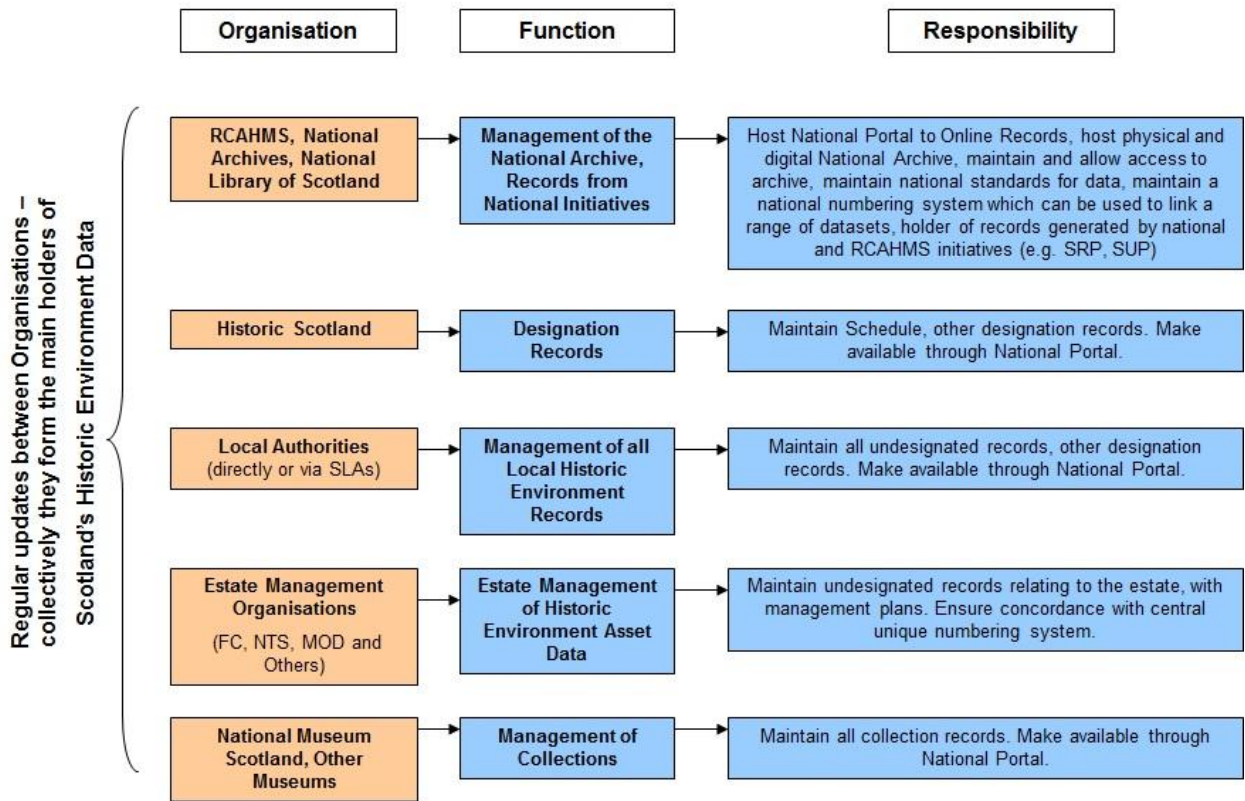 Organisation
Function
Responsibility
Regular updates between Organisations –
collectively they form the main holders of
Scotland's Historic Environment Data
RCAHMS, National
Archives, National
Library of Scotland
Management of the
National Archive,
Records from
National Initiatives
Host National Portal to Online Records, host physical and
digital National Archive, maintain and allow access to
archive, maintain national standards for data, maintain a
national numbering system which can be used to link a
range of datasets, holder of records generated by national
and RCAHMS initiatives (e.g. SRP, SUP)
Historic Scotland
Designation
Records
Maintain Schedule, other designation records. Make
available through National Portal.
Local Authorities
(directly or via SLAs)
Management of all
Local Historic
Environment
Records
Maintain all undesignated records, other designation
records. Make available through National Portal.
Estate Management
Organisations
(FC, NTS, MOD and
Others)
Estate Management
of Historic
Environment Asset
Data
Maintain undesignated records relating to the estate, with
management plans. Ensure concordance with central
unique numbering system.
National Museum
Scotland, Other
Museums
Management of
Collections
Maintain all collection records. Make available through
National Portal.